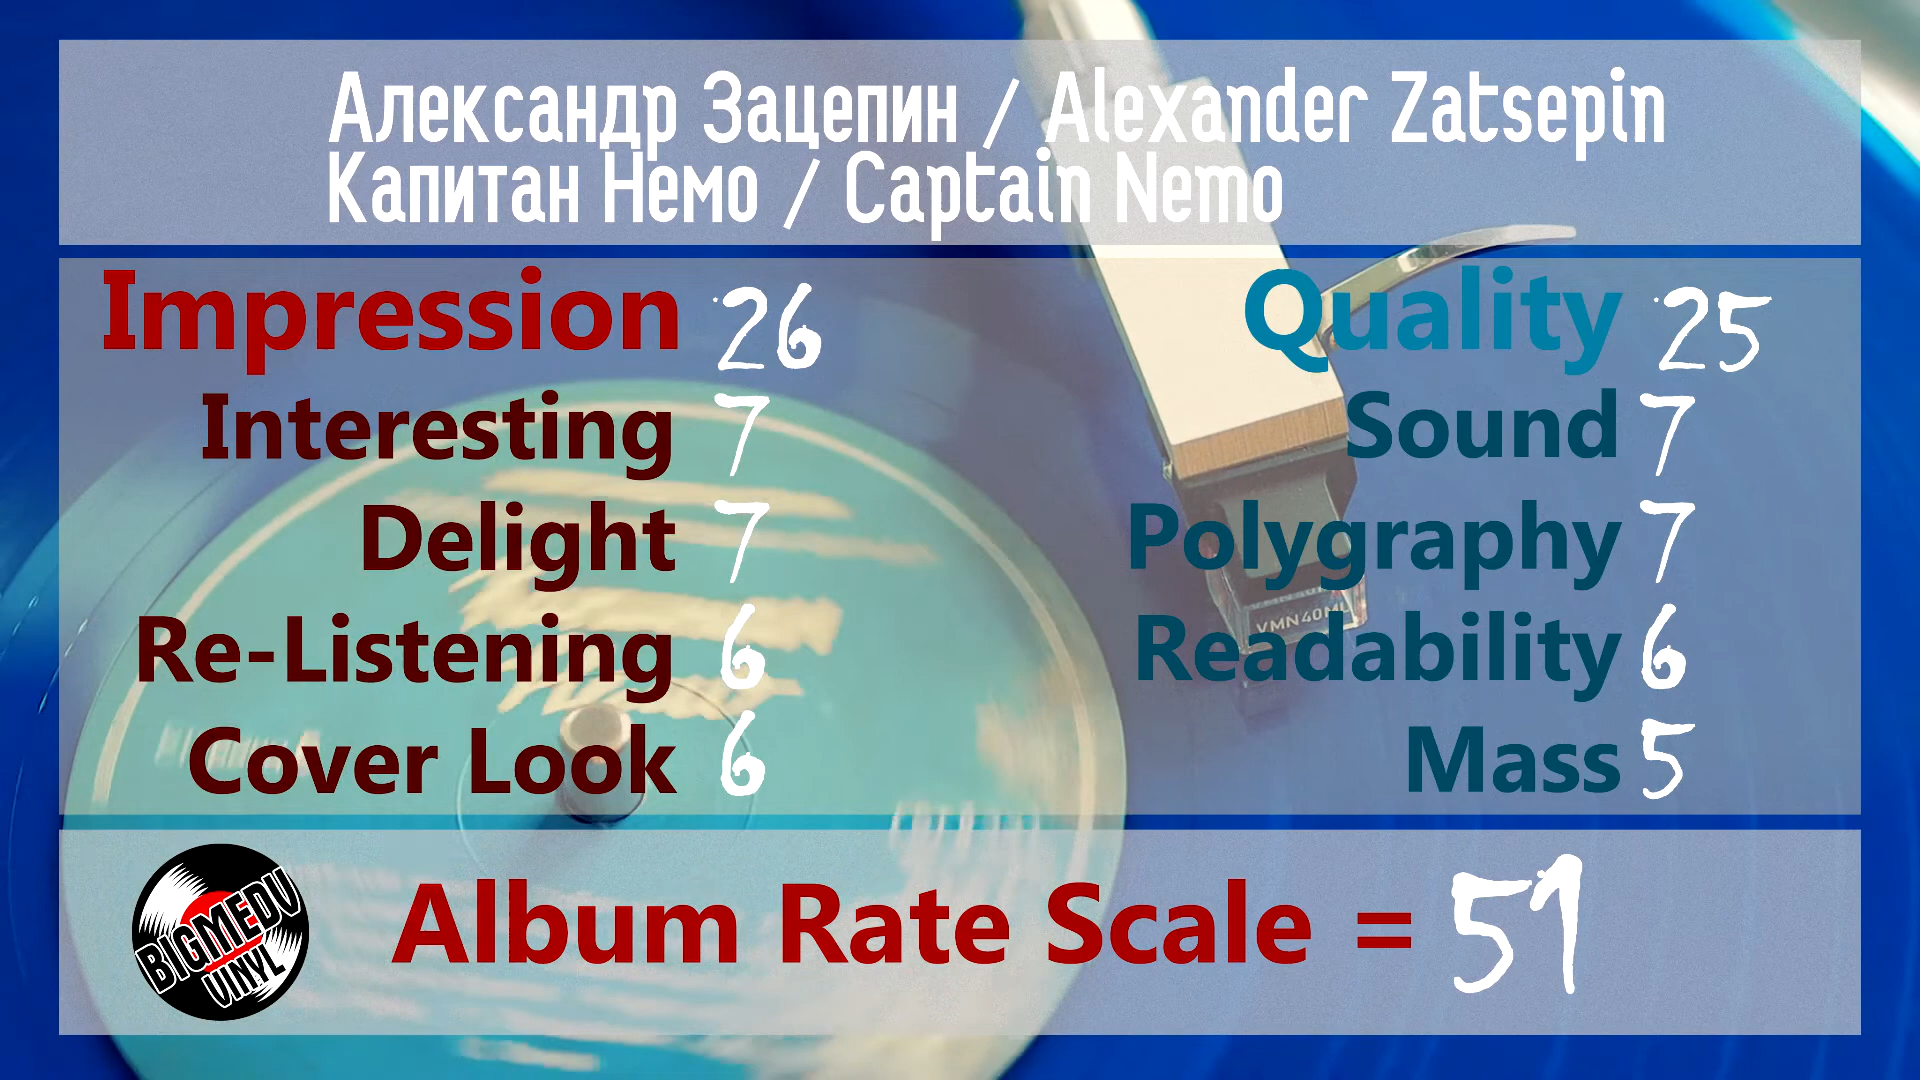 Александр Зацепин / Alexander Zatsepin
Капитан Немо / Captain Nemo
Impression 26
Interesting 7
Delight 7
Re-Listening 6
Cover Look 6
Quality 25
Sound 7
Polygraphy 7
Readability 6
Mass 5
VMN40ML
BIGMEDV
VINYL
Album Rate Scale = 51